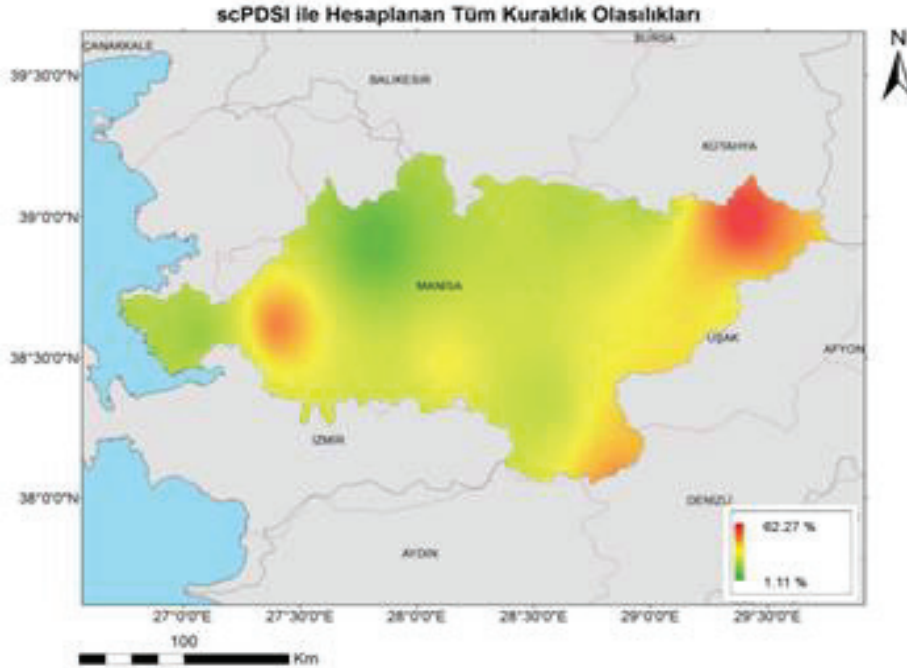 scPDSI ile Hesaplanan Tüm Kuraklık Olasılıkları
N
ÇANAKKALE
BURSA
39°30'0"N
BALIKESİR
KÜTAHYA
39°0'0"N
MANİSA
UŞAK
38°30'0"N
AFYON
İZMİR
38°0'0"N
DENİZLİ
62.27 %
1.11 %
AYDIN
27°0'0"E 27°30'0"E 28°0'0"E 28°30'0"E 29°0'0"E 29°30'0"E
100
Km